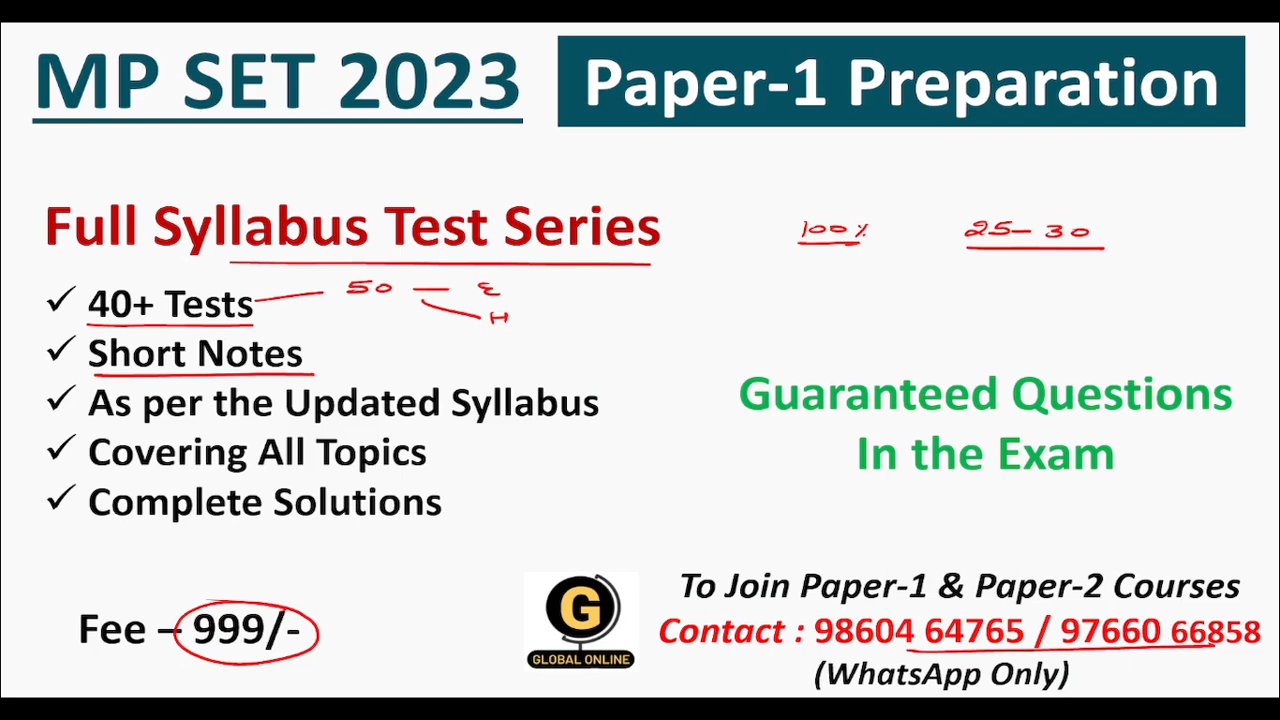 MP SET 2023
Paper-1 Preparation
Full Syllabus Test Series
100%
25-30
✓ 40+ Tests
50 — E
H
✓ Short Notes
✓ As per the Updated Syllabus
✓ Covering All Topics
✓ Complete Solutions
Guaranteed Questions
In the Exam
Fee – 999/-
G
GLOBAL ONLINE
To Join Paper-1 & Paper-2 Courses
Contact : 98604 64765 / 97660 66858
(WhatsApp Only)